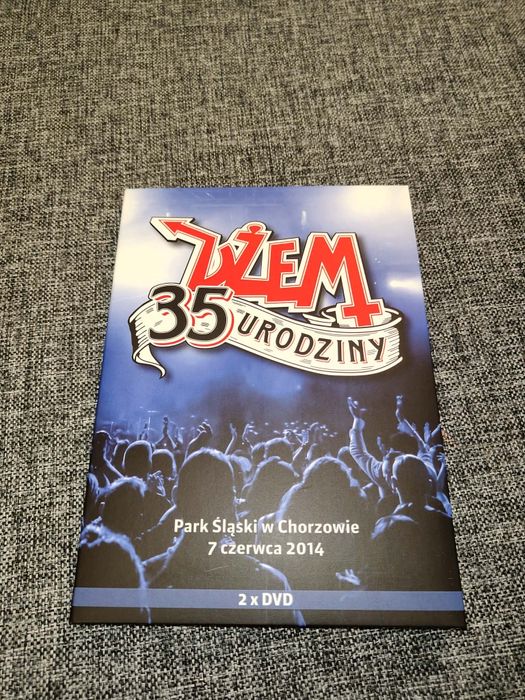 DŻEM
35 URODZINY
Park Śląski w Chorzowie
7 czerwca 2014
2 x DVD